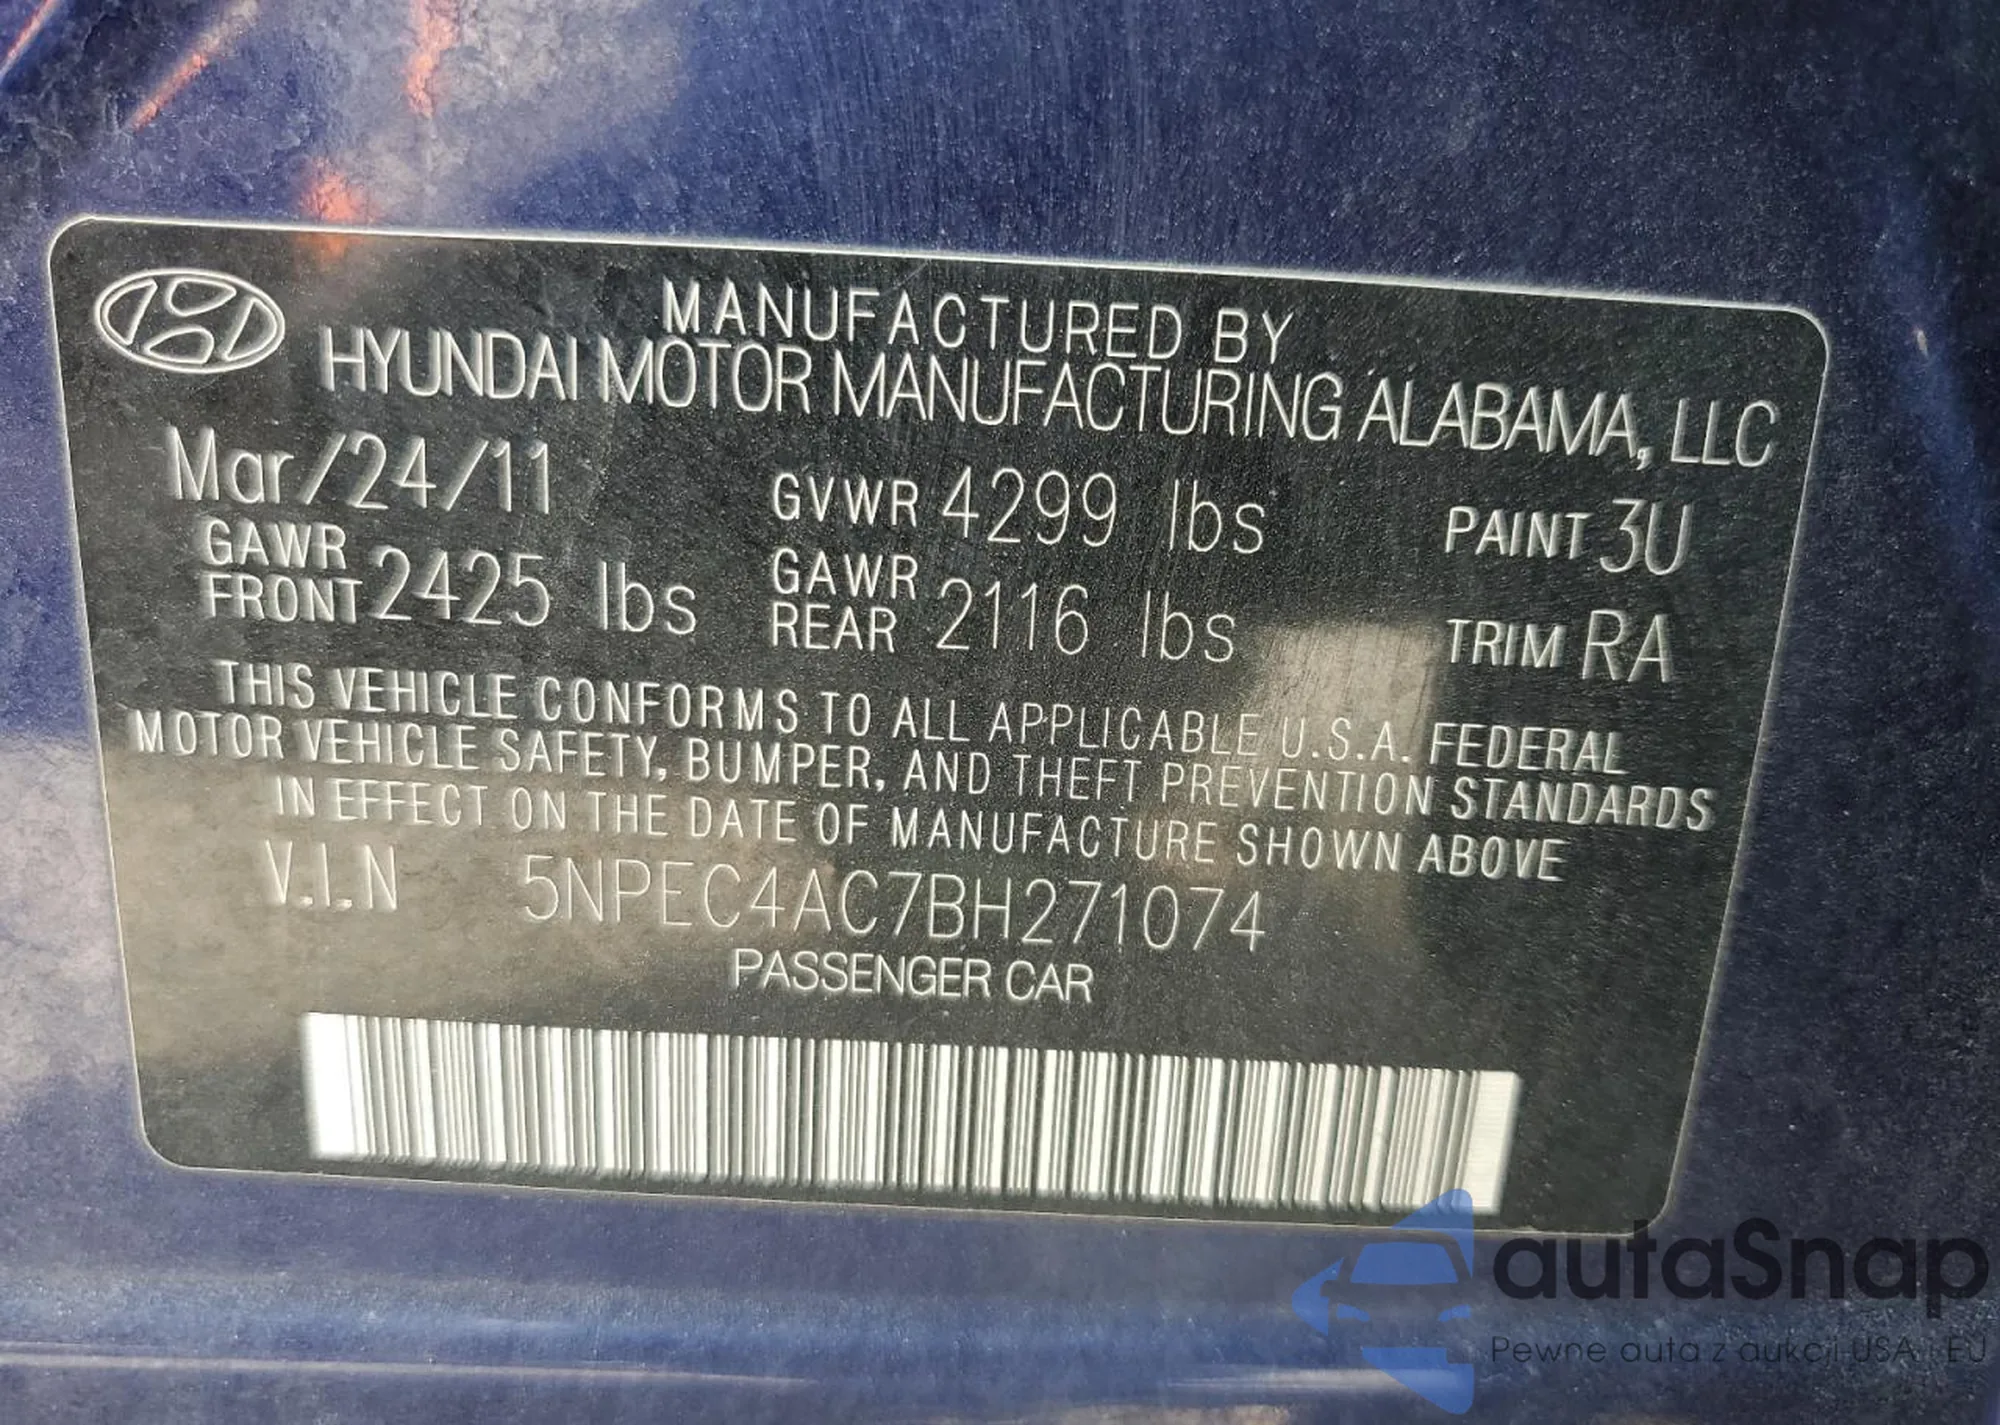 MANUFACTURED BY
HYUNDAI MOTOR MANUFACTURING ALABAMA, LLC
Mar/24/11 GVWR 4299 lbs PAINT 3U
GAWR FRONT 2425 lbs GAWR REAR 2116 lbs TRIM RA
THIS VEHICLE CONFORMS TO ALL APPLICABLE U.S.A. FEDERAL
MOTOR VEHICLE SAFETY, BUMPER, AND THEFT PREVENTION STANDARDS
IN EFFECT ON THE DATE OF MANUFACTURE SHOWN ABOVE
V.I.N 5NPEC4AC7BH271074
PASSENGER CAR
autaSnap
Pewne auta z aukcji USA i EU